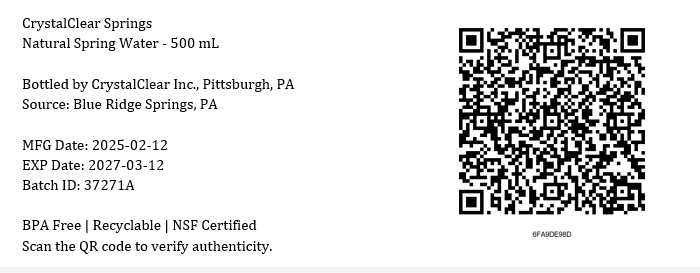 CrystalClear Springs
Natural Spring Water - 500 mL
Bottled by CrystalClear Inc., Pittsburgh, PA
Source: Blue Ridge Springs, PA
MFG Date: 2025-02-12
EXP Date: 2027-03-12
Batch ID: 37271A
BPA Free | Recyclable | NSF Certified
Scan the QR code to verify authenticity.
6FA9DE98D